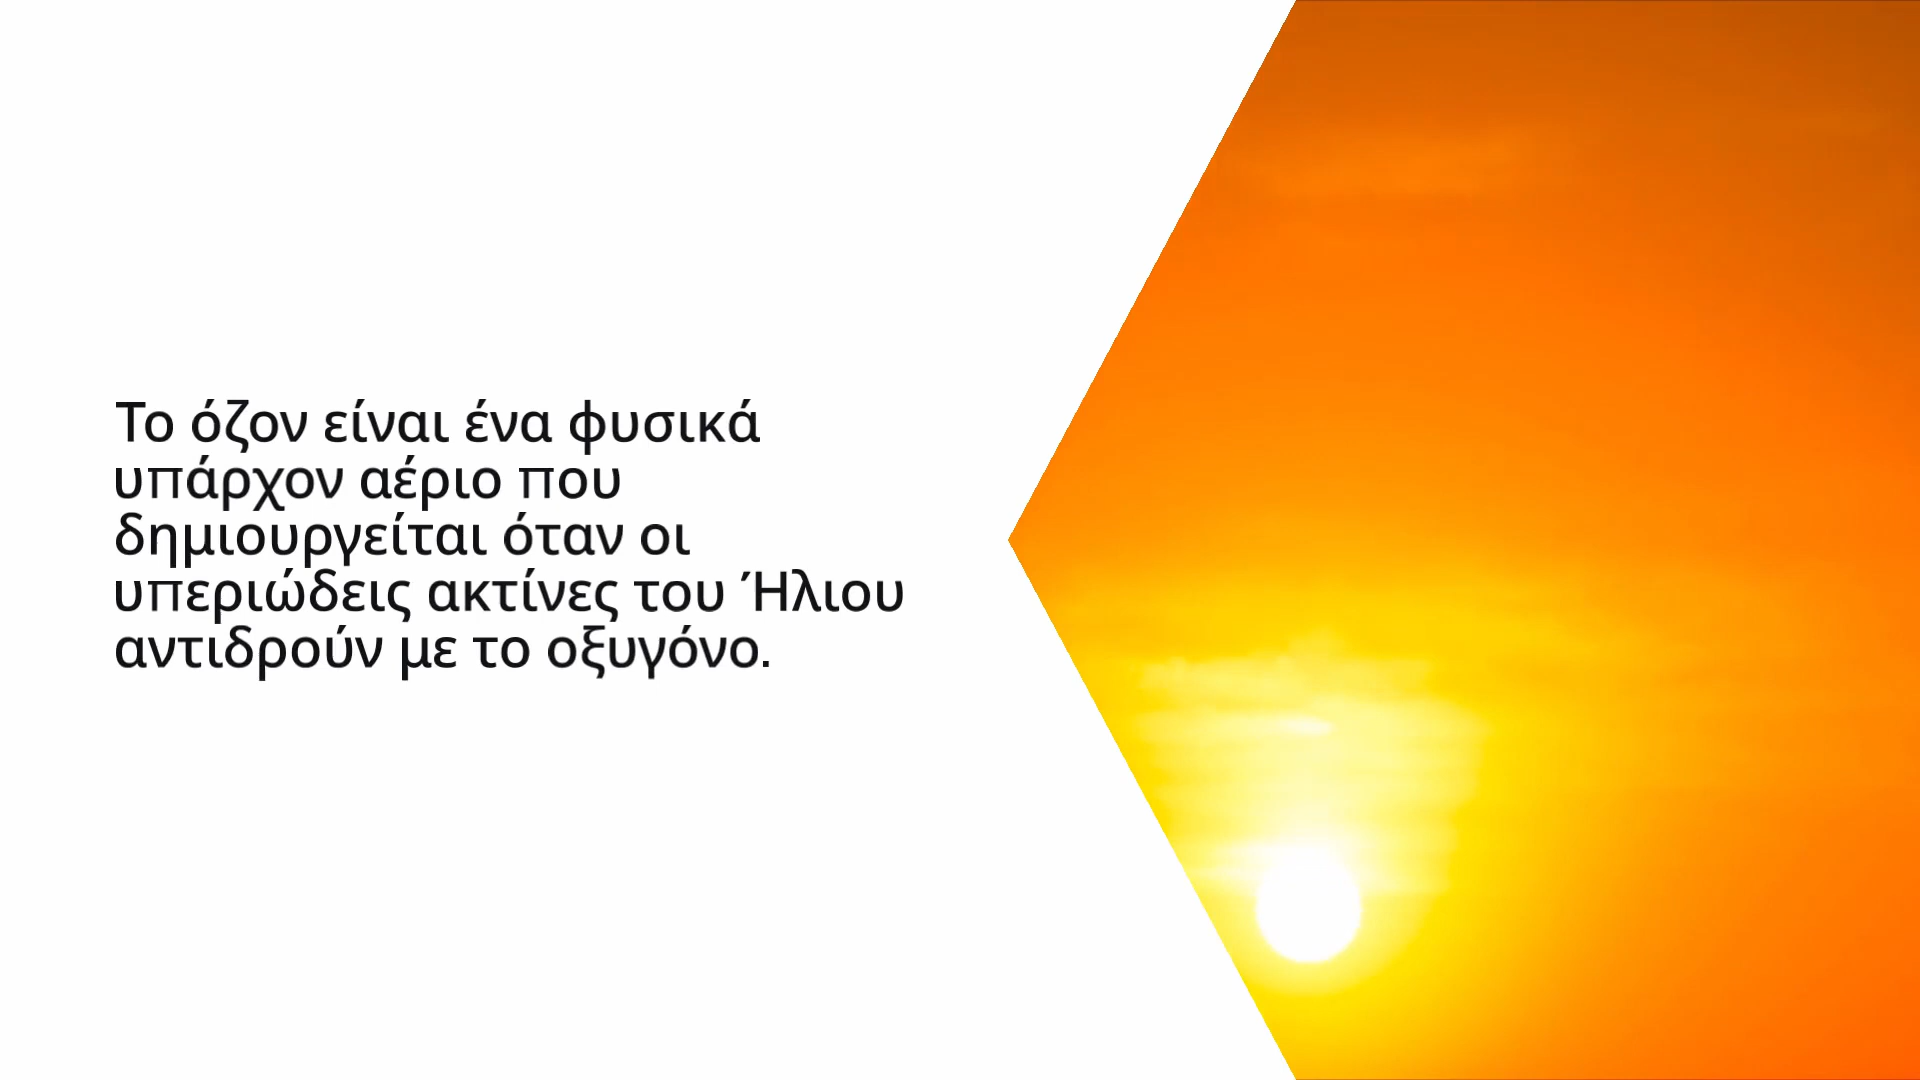 Το όζον είναι ένα φυσικά
υπάρχον αέριο που
δημιουργείται όταν οι
υπεριώδεις ακτίνες του Ήλιου
αντιδρούν με το οξυγόνο.